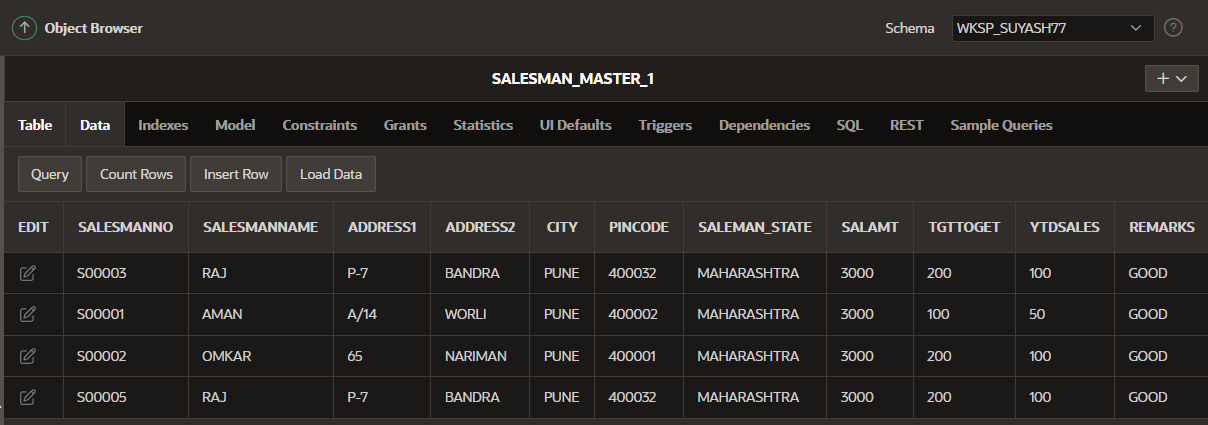 Object Browser Schema WKSP_SUYASH77
SALESMAN_MASTER_1
Table Data Indexes Model Constraints Grants Statistics UI Defaults Triggers Dependencies SQL REST Sample Queries
Query Count Rows Insert Row Load Data
EDIT SALESMANNO SALESMANNAME ADDRESS1 ADDRESS2 CITY PINCODE SALEMAN_STATE SALAMT TGTTOGET YTDSALES REMARKS
S00003 RAJ P-7 BANDRA PUNE 400032 MAHARASHTRA 3000 200 100 GOOD
S00001 AMAN A/14 WORLI PUNE 400002 MAHARASHTRA 3000 100 50 GOOD
S00002 OMKAR 65 NARIMAN PUNE 400001 MAHARASHTRA 3000 200 100 GOOD
S00005 RAJ P-7 BANDRA PUNE 400032 MAHARASHTRA 3000 200 100 GOOD